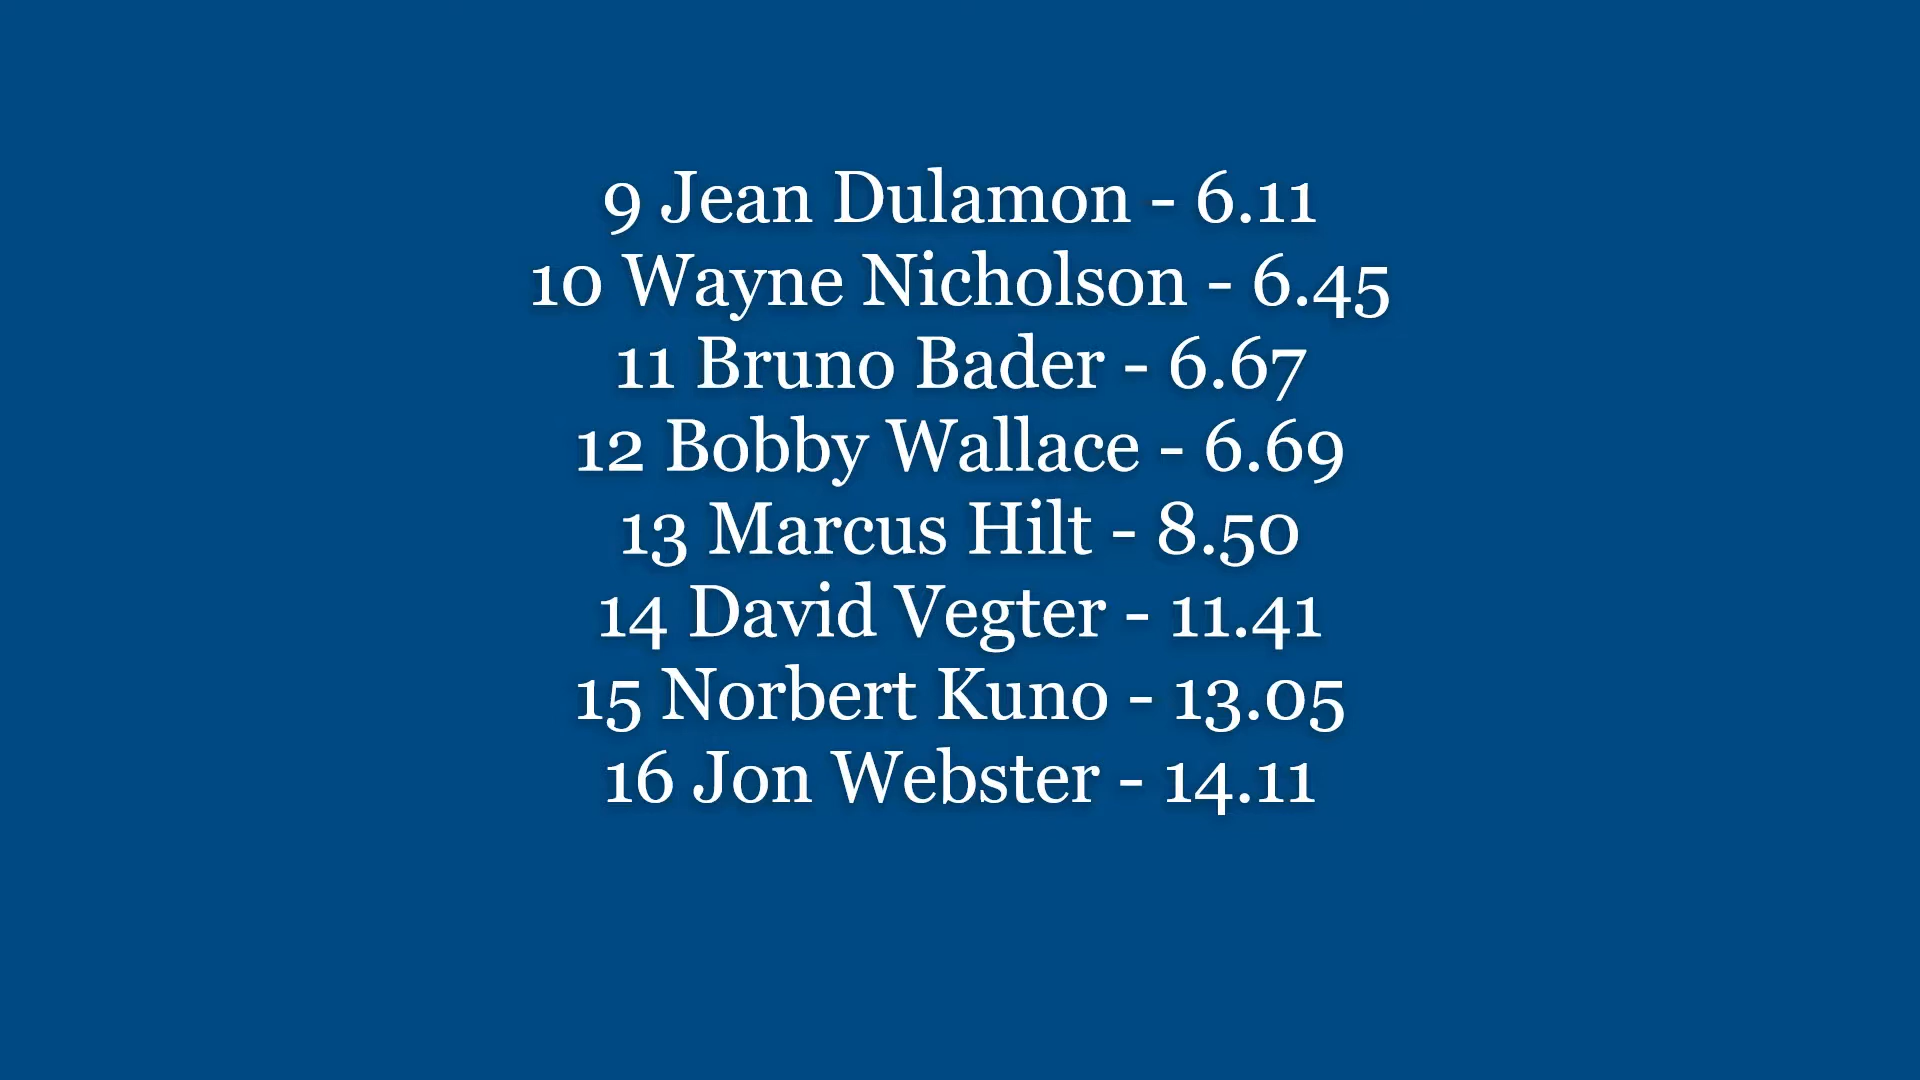 9 Jean Dulamon - 6.11
10 Wayne Nicholson - 6.45
11 Bruno Bader - 6.67
12 Bobby Wallace - 6.69
13 Marcus Hilt - 8.50
14 David Vegter - 11.41
15 Norbert Kuno - 13.05
16 Jon Webster - 14.11